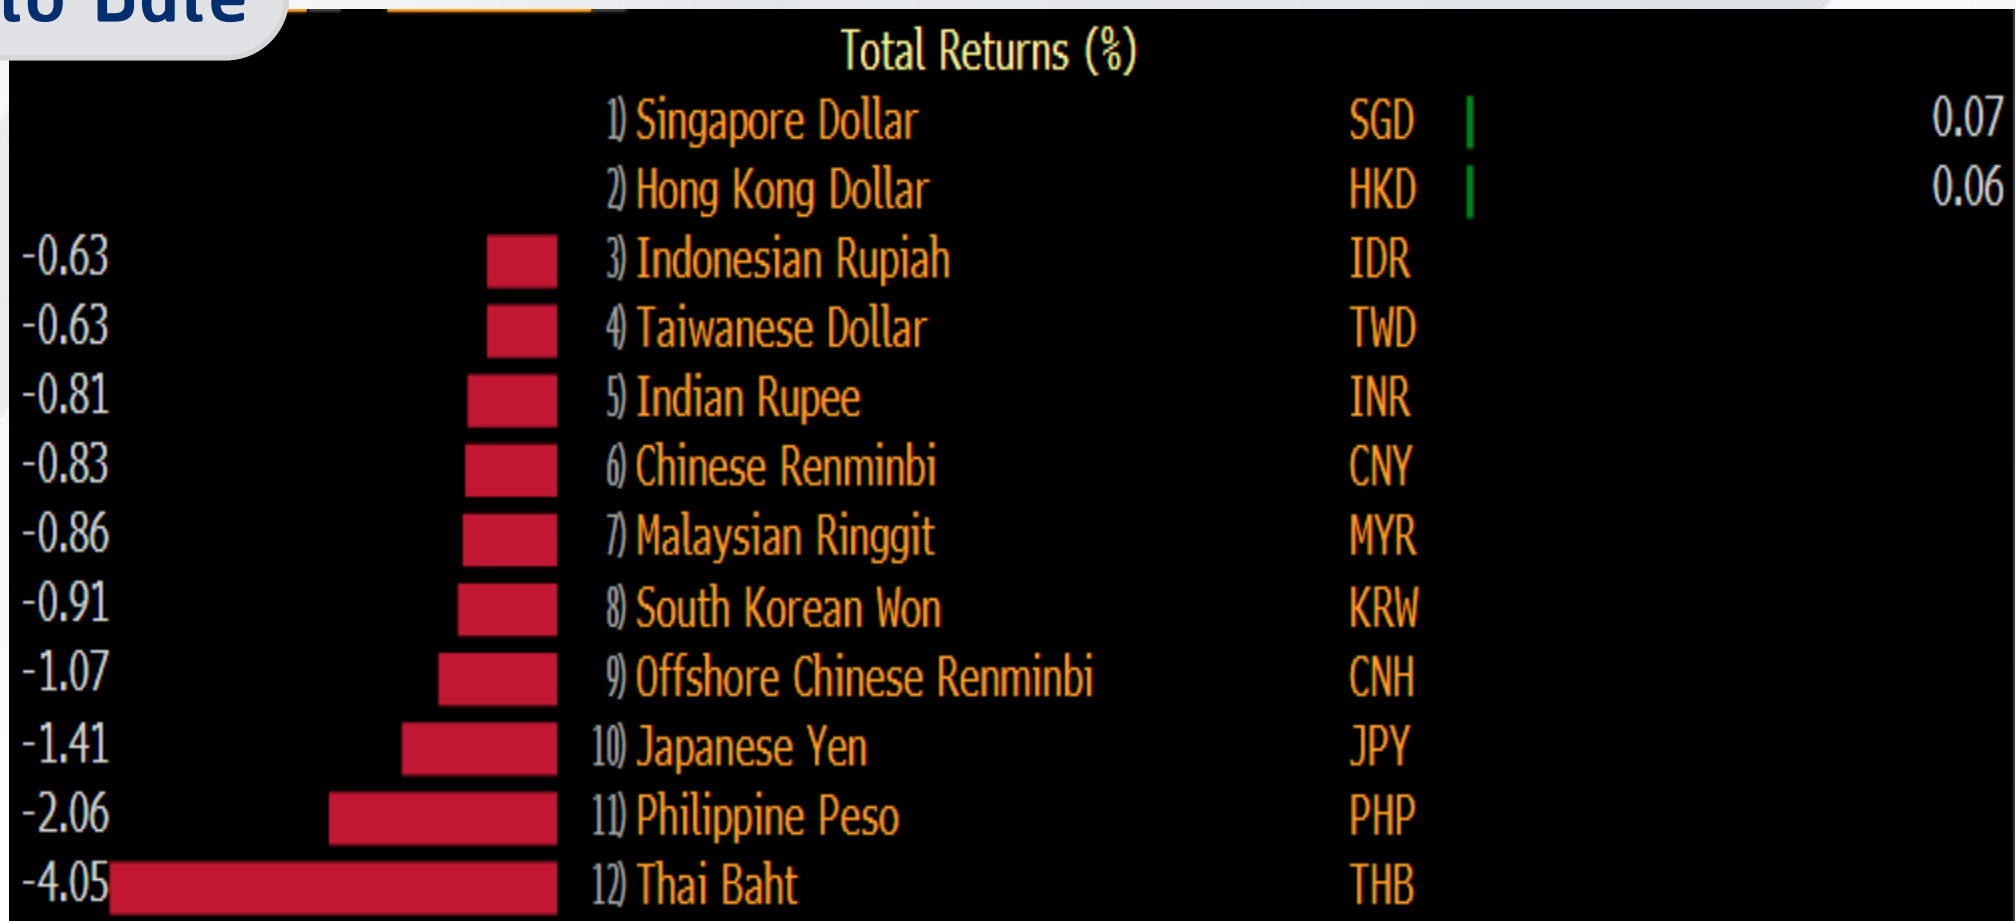 to Date
Total Returns (%)
1) Singapore Dollar SGD 0.07
2) Hong Kong Dollar HKD 0.06
-0.63 3) Indonesian Rupiah IDR
-0.63 4) Taiwanese Dollar TWD
-0.81 5) Indian Rupee INR
-0.83 6) Chinese Renminbi CNY
-0.86 7) Malaysian Ringgit MYR
-0.91 8) South Korean Won KRW
-1.07 9) Offshore Chinese Renminbi CNH
-1.41 10) Japanese Yen JPY
-2.06 11) Philippine Peso PHP
-4.05 12) Thai Baht THB